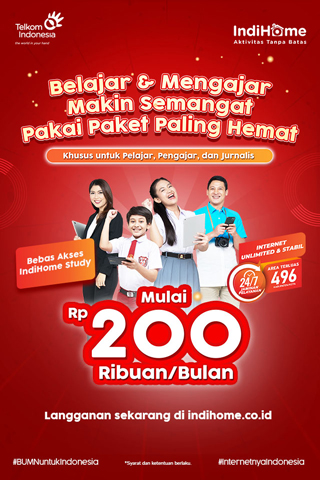 Telkom
Indonesia
the world in your hand
IndiHome
Aktivitas Tanpa Batas
Belajar & Mengajar
Makin Semangat
Pakai Paket Paling Hemat
Khusus untuk Pelajar, Pengajar, dan Jurnalis
Bebas Akses
IndiHome Study
INTERNET
UNLIMITED & STABIL
24/7
AREA TERLUAS
496
Mulai
Rp
200
Ribuan/Bulan
Langganan sekarang di indihome.co.id
#BUMNuntukIndonesia
*Syarat dan ketentuan berlaku.
#InternetnyaIndonesia